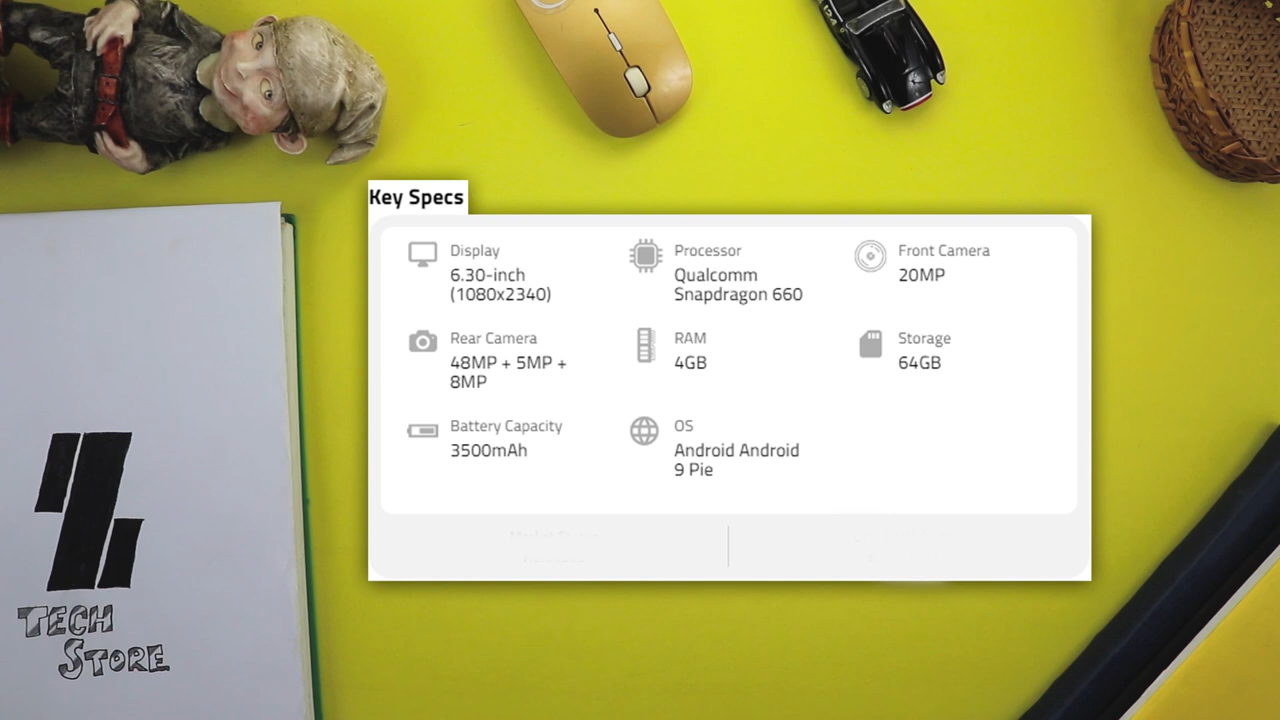 Key Specs
Display
6.30-inch
(1080x2340)
Processor
Qualcomm
Snapdragon 660
Front Camera
20MP
Rear Camera
48MP + 5MP +
8MP
RAM
4GB
Storage
64GB
Battery Capacity
3500mAh
OS
Android Android
9 Pie
TECH
STORE